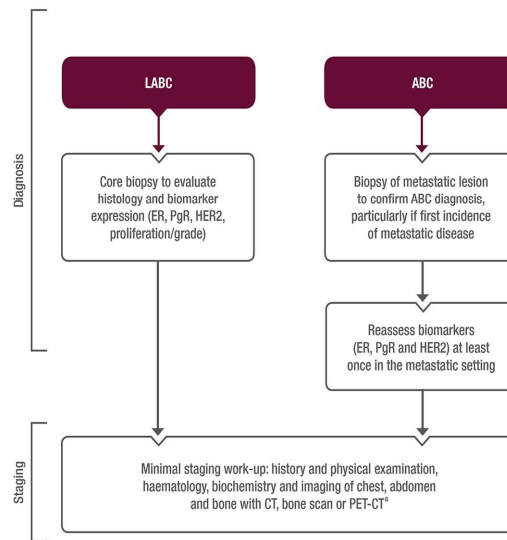 Diagnosis
LABC
Core biopsy to evaluate
histology and biomarker
expression (ER, PgR, HER2,
proliferation/grade)
ABC
Biopsy of metastatic lesion
to confirm ABC diagnosis,
particularly if first incidence
of metastatic disease
Reassess biomarkers
(ER, PgR and HER2) at least
once in the metastatic setting
Staging
Minimal staging work-up: history and physical examination,
haematology, biochemistry and imaging of chest, abdomen
and bone with CT, bone scan or PET-CTᵃ